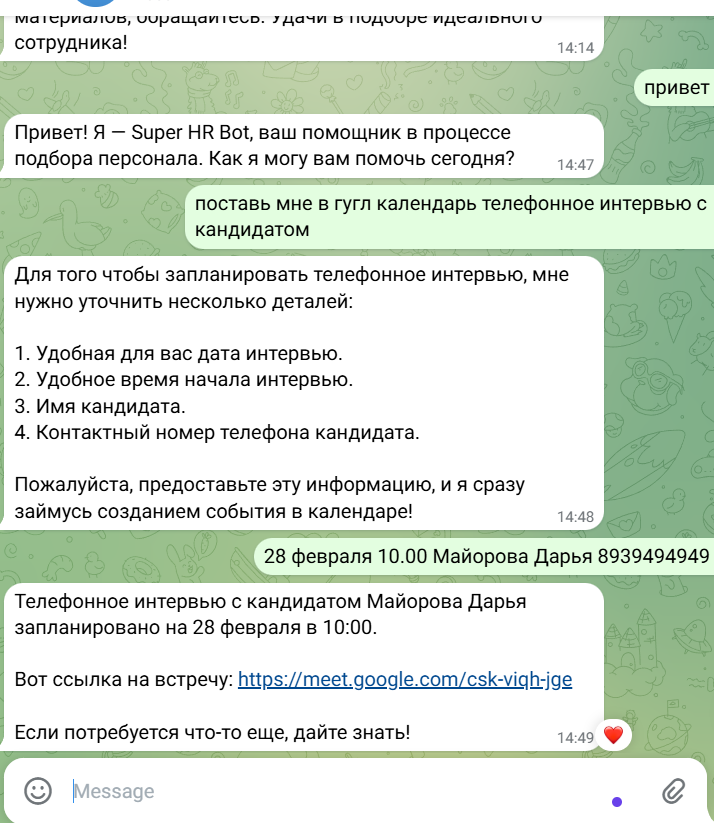 материалов, обращайтесь. Удачи в подборе идеального
сотрудника!
14:14
привет
Привет! Я — Super HR Bot, ваш помощник в процессе
подбора персонала. Как я могу вам помочь сегодня?
14:47
поставь мне в гугл календарь телефонное интервью с
кандидатом
Для того чтобы запланировать телефонное интервью, мне
нужно уточнить несколько деталей:
1. Удобная для вас дата интервью.
2. Удобное время начала интервью.
3. Имя кандидата.
4. Контактный номер телефона кандидата.
Пожалуйста, предоставьте эту информацию, и я сразу
займусь созданием события в календаре!
14:48
28 февраля 10.00 Майорова Дарья 8939494949
Телефонное интервью с кандидатом Майорова Дарья
запланировано на 28 февраля в 10:00.
Вот ссылка на встречу: https://meet.google.com/csk-viqh-jge
Если потребуется что-то еще, дайте знать!
14:49
Message